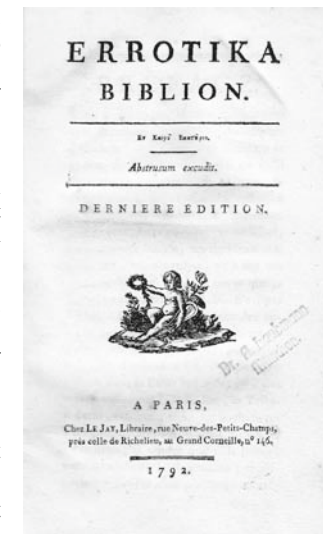 ERROTIKA
BIBLION.
Abstrusum excudit.
DERNIERE EDITION.
A PARIS,
Chez LE JAY, Libraire, rue Neuve-des-Petits-Champs,
près celle de Richelieu, au Grand Corneille, nº 146.
1792.